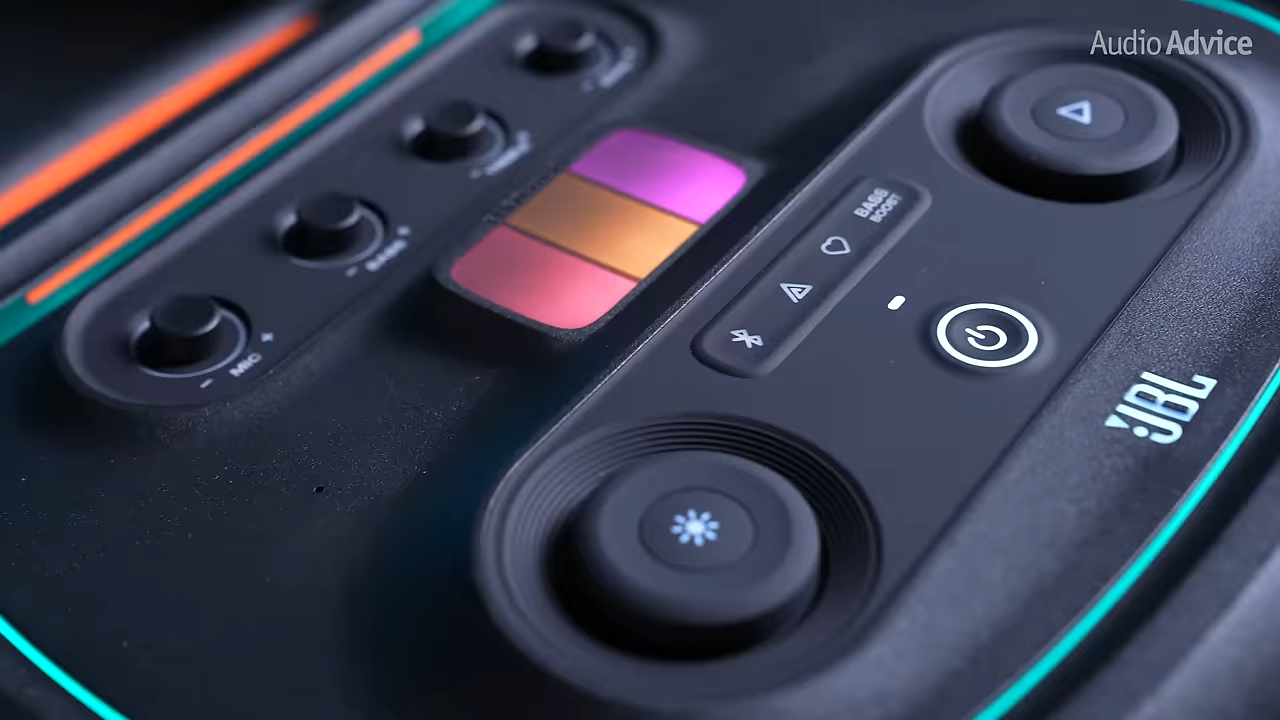 Audio Advice
BASS
BOOST
JBL
- BASS +
- MIC +